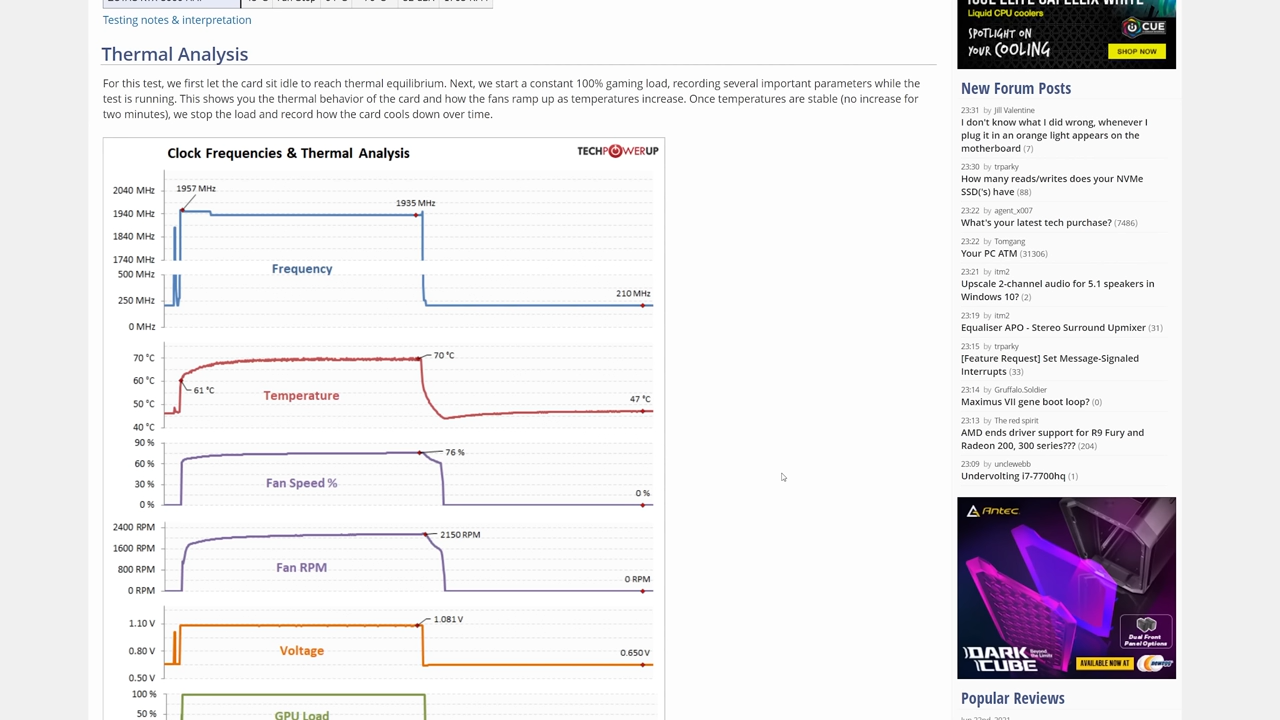 Testing notes & interpretation
Thermal Analysis
For this test, we first let the card sit idle to reach thermal equilibrium. Next, we start a constant 100% gaming load, recording several important parameters while the
test is running. This shows you the thermal behavior of the card and how the fans ramp up as temperatures increase. Once temperatures are stable (no increase for
two minutes), we stop the load and record how the card cools down over time.
Clock Frequencies & Thermal Analysis
TECHPOWERUP
2040 MHz
1940 MHz
1840 MHz
1740 MHz
500 MHz
250 MHz
0 MHz
1957 MHz
1935 MHz
Frequency
210 MHz
70 °C
60 °C
50 °C
40 °C
61 °C
70 °C
Temperature
47 °C
90 %
60 %
30 %
0 %
76 %
Fan Speed %
0 %
2400 RPM
1600 RPM
800 RPM
0 RPM
2150 RPM
Fan RPM
0 RPM
1.10 V
0.80 V
0.50 V
1.081 V
Voltage
0.650 V
100 %
50 %
GPU Load
Liquid CPU coolers
SPOTLIGHT ON
YOUR COOLING
CUE
SHOP NOW
New Forum Posts
23:31 by Jill Valentine
I don't know what I did wrong, whenever I
plug it in an orange light appears on the
motherboard (7)
23:30 by trparky
How many reads/writes does your NVMe
SSD('s) have (88)
23:22 by agent_x007
What's your latest tech purchase? (7486)
23:22 by Tomgang
Your PC ATM (31306)
23:21 by itm2
Upscale 2-channel audio for 5.1 speakers in
Windows 10? (2)
23:19 by itm2
Equaliser APO - Stereo Surround Upmixer (31)
23:15 by trparky
[Feature Request] Set Message-Signaled
Interrupts (33)
23:14 by Gruffalo.Soldier
Maximus VII gene boot loop? (0)
23:13 by The red spirit
AMD ends driver support for R9 Fury and
Radeon 200, 300 series??? (204)
23:09 by unclewebb
Undervolting i7-7700hq (1)
Antec
Dual Front
Panel Options
DARK
CUBE
Beyond
the Limits
AVAILABLE NOW AT
Newegg
Popular Reviews